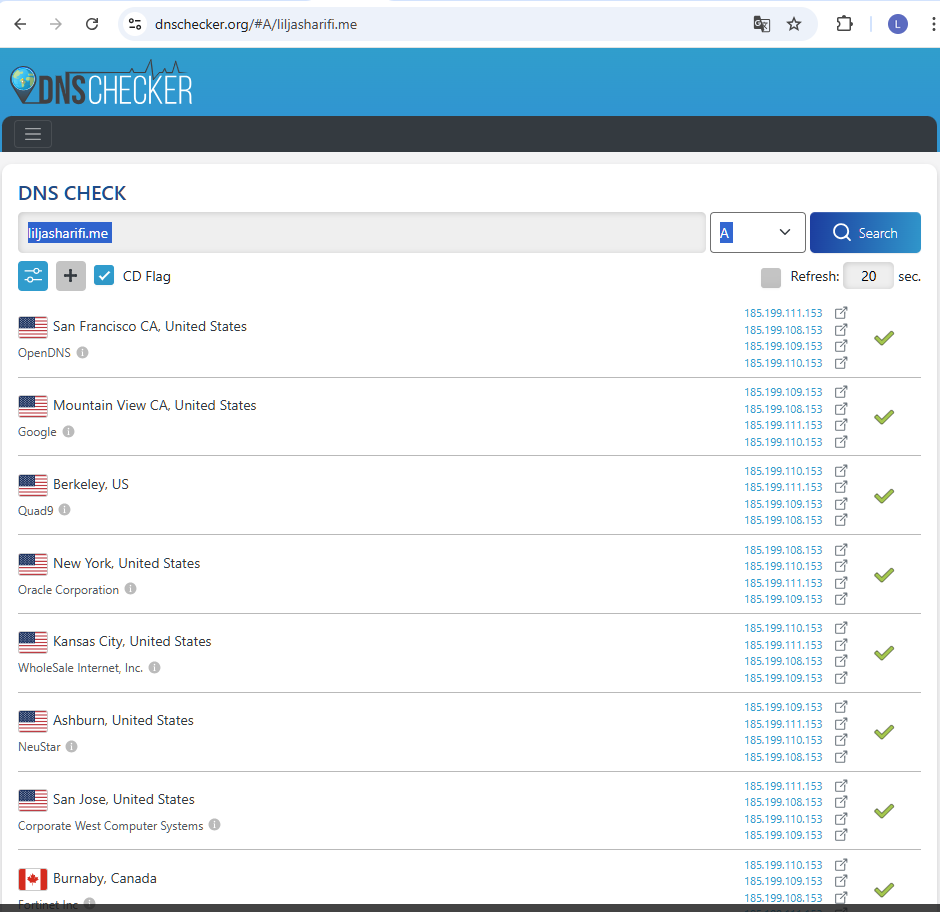 dnschecker.org/#A/liljasharifi.me
L
DNSCHECKER
DNS CHECK
liljasharifi.me
A
Search
CD Flag
Refresh: 20 sec.
San Francisco CA, United States
OpenDNS
185.199.111.153
185.199.108.153
185.199.109.153
185.199.110.153
Mountain View CA, United States
Google
185.199.109.153
185.199.108.153
185.199.111.153
185.199.110.153
Berkeley, US
Quad9
185.199.110.153
185.199.111.153
185.199.109.153
185.199.108.153
New York, United States
Oracle Corporation
185.199.108.153
185.199.110.153
185.199.111.153
185.199.109.153
Kansas City, United States
WholeSale Internet, Inc.
185.199.110.153
185.199.111.153
185.199.108.153
185.199.109.153
Ashburn, United States
NeuStar
185.199.109.153
185.199.111.153
185.199.110.153
185.199.108.153
San Jose, United States
Corporate West Computer Systems
185.199.111.153
185.199.108.153
185.199.110.153
185.199.109.153
Burnaby, Canada
Fortinet Inc
185.199.110.153
185.199.109.153
185.199.108.153